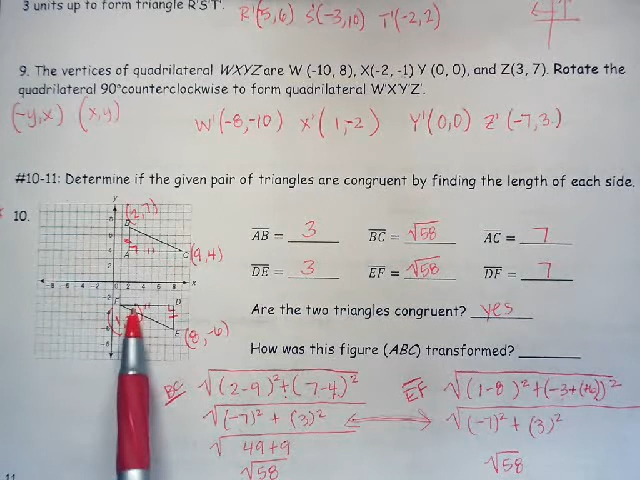 3 units up to form triangle R'S'T'. R'(5,6) S'(-3,10) T'(-2,2)
9. The vertices of quadrilateral WXYZ are W (-10, 8), X(-2, -1) Y (0, 0), and Z(3, 7). Rotate the
quadrilateral 90°counterclockwise to form quadrilateral W'X'Y'Z'.
(-y,x) (x,y)
W'(-8,-10) X'( 1,-2) Y'(0,0) Z'(-7,3)
#10-11: Determine if the given pair of triangles are congruent by finding the length of each side.
10.
(2,7)
(9,4)
(8,-6)
AB = 3 BC = √58 AC = 7
DE = 3 EF = √58 DF = 7
Are the two triangles congruent? yes
How was this figure (ABC) transformed?
BC √(2-9)²+(7-4)² EF √(1-8)²+(-3+(+6))²
√(-7)² + (3)² √(-7)² + (3)²
√49+9
√58 √58